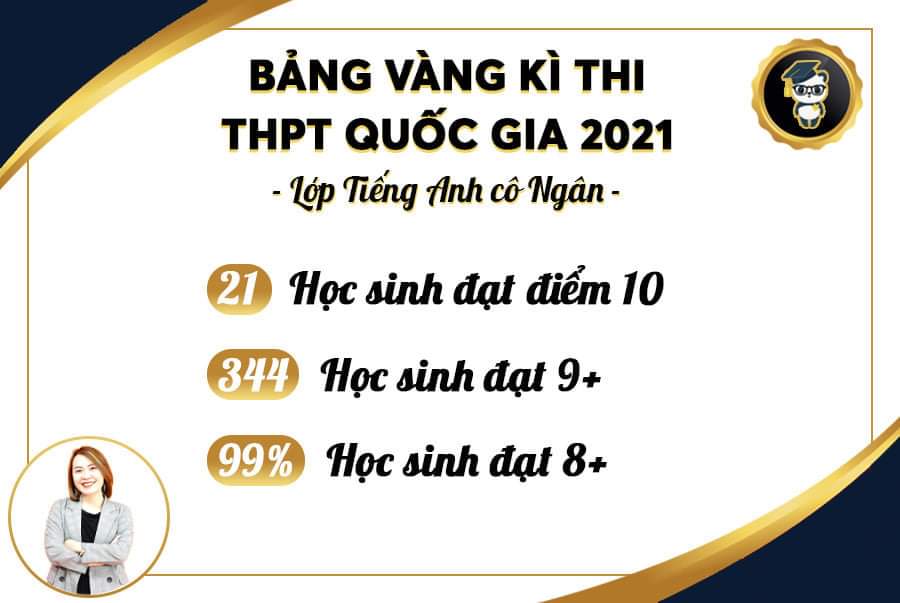 BẢNG VÀNG KÌ THI
THPT QUỐC GIA 2021
- Lớp Tiếng Anh cô Ngân -
21 Học sinh đạt điểm 10
344 Học sinh đạt 9+
99% Học sinh đạt 8+